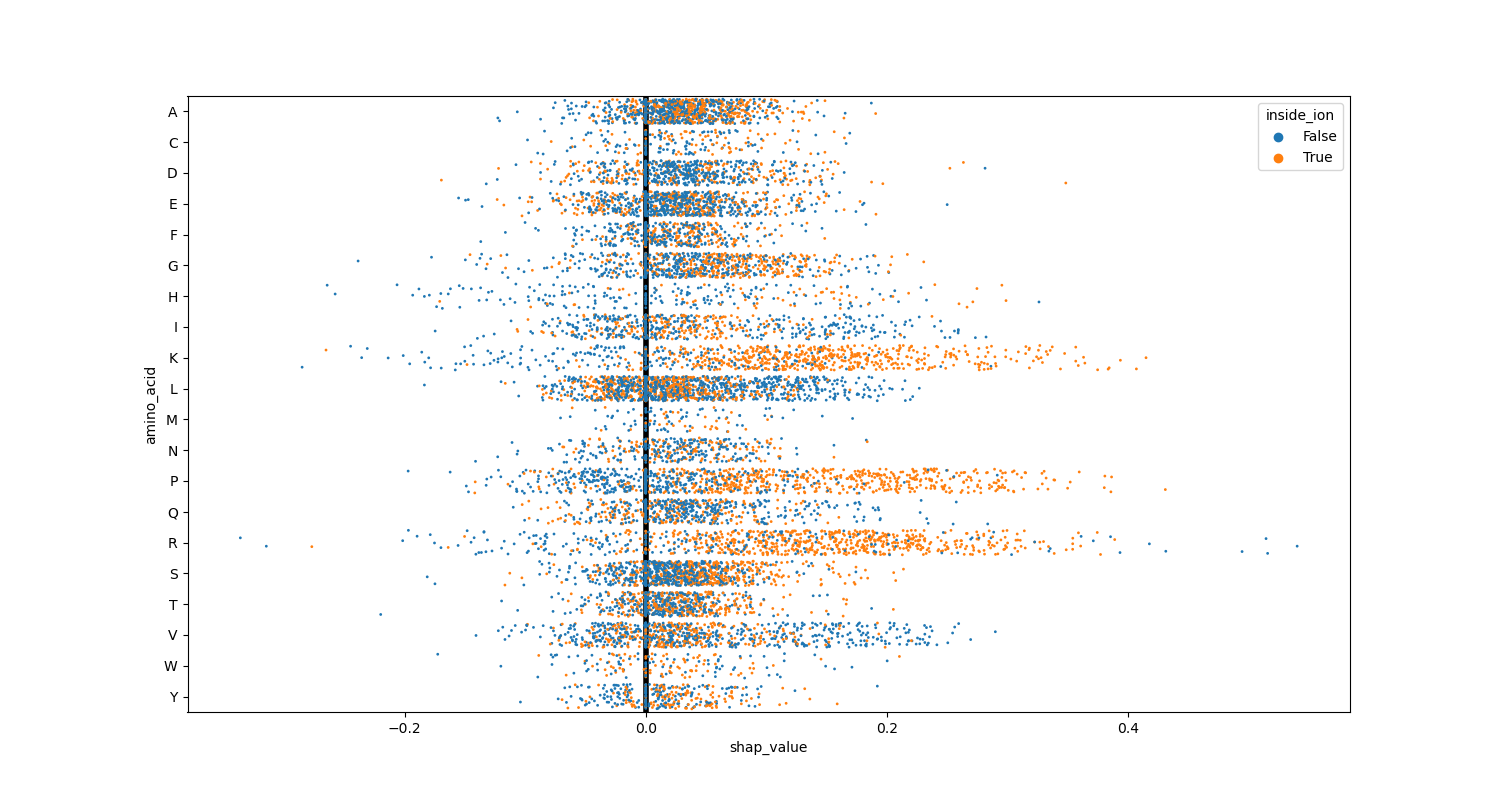 inside_ion
False
True
amino_acid
A
C
D
E
F
G
H
I
K
L
M
N
P
Q
R
S
T
V
W
Y
−0.2
0.0
0.2
0.4
shap_value